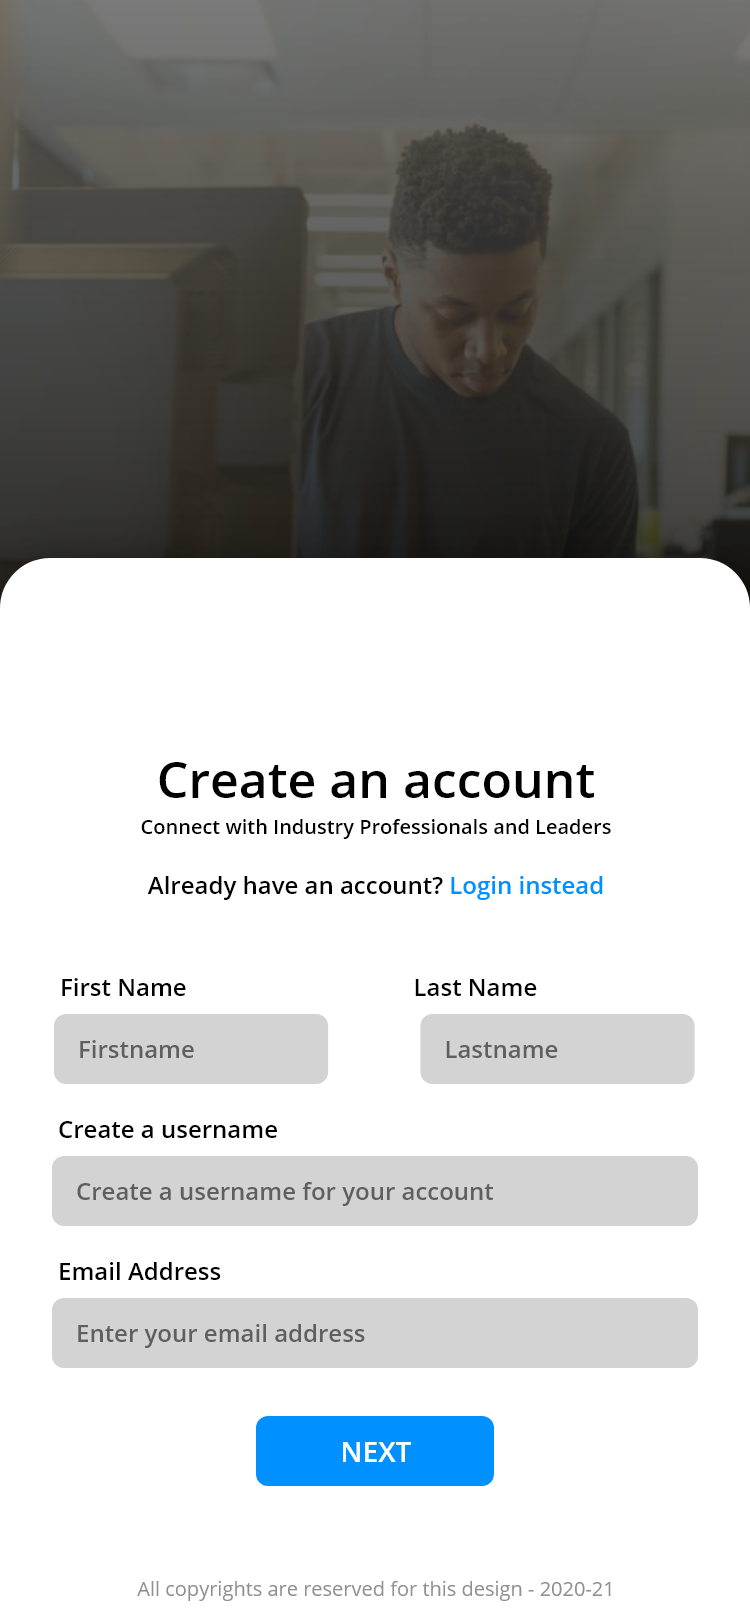 Create an account
Connect with Industry Professionals and Leaders
Already have an account? Login instead
First Name
Last Name
Firstname
Lastname
Create a username
Create a username for your account
Email Address
Enter your email address
NEXT
All copyrights are reserved for this design - 2020-21